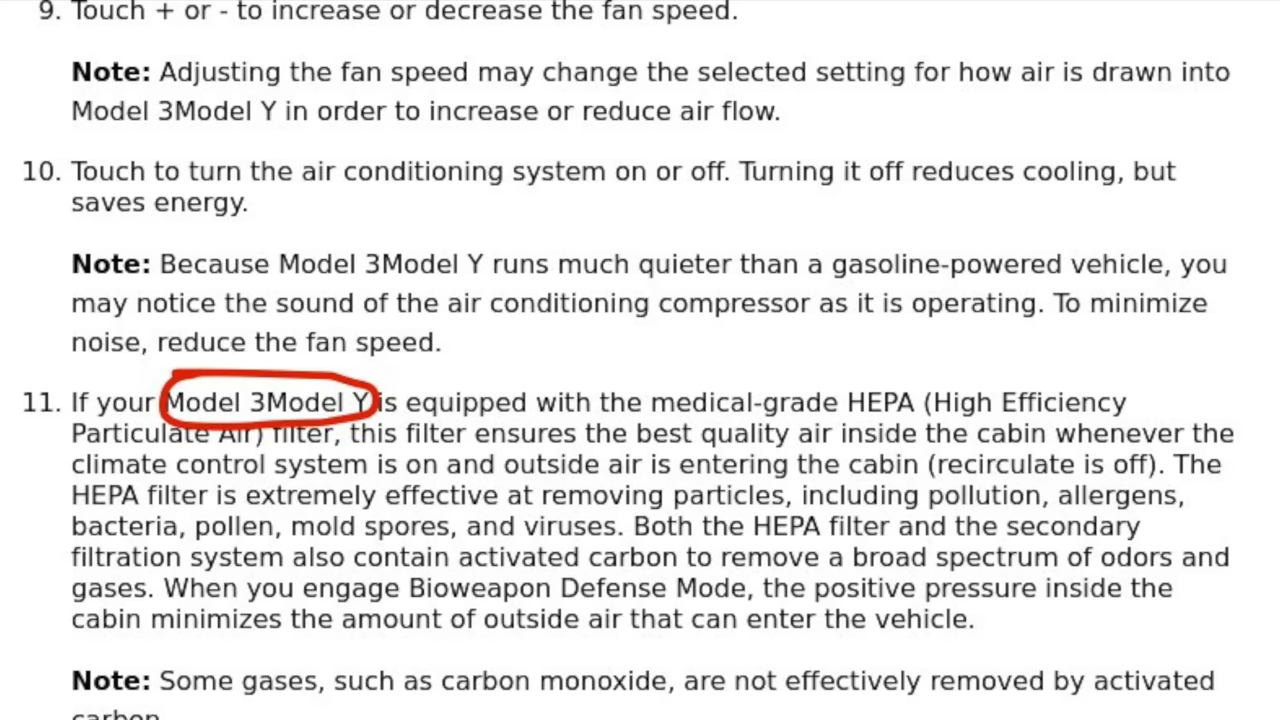 9. Touch + or - to increase or decrease the fan speed.
Note: Adjusting the fan speed may change the selected setting for how air is drawn into
Model 3Model Y in order to increase or reduce air flow.
10. Touch to turn the air conditioning system on or off. Turning it off reduces cooling, but
saves energy.
Note: Because Model 3Model Y runs much quieter than a gasoline-powered vehicle, you
may notice the sound of the air conditioning compressor as it is operating. To minimize
noise, reduce the fan speed.
11. If your Model 3Model Y is equipped with the medical-grade HEPA (High Efficiency
Particulate Air) filter, this filter ensures the best quality air inside the cabin whenever the
climate control system is on and outside air is entering the cabin (recirculate is off). The
HEPA filter is extremely effective at removing particles, including pollution, allergens,
bacteria, pollen, mold spores, and viruses. Both the HEPA filter and the secondary
filtration system also contain activated carbon to remove a broad spectrum of odors and
gases. When you engage Bioweapon Defense Mode, the positive pressure inside the
cabin minimizes the amount of outside air that can enter the vehicle.
Note: Some gases, such as carbon monoxide, are not effectively removed by activated
carbon